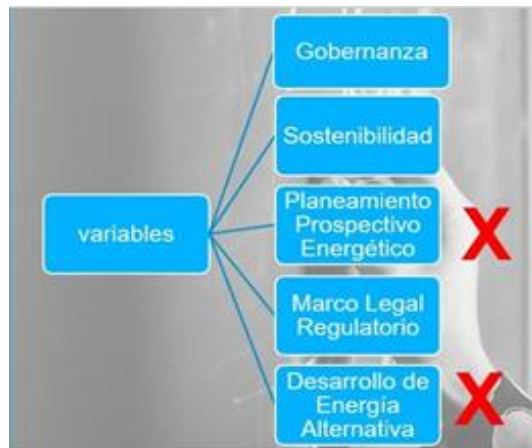 Gobernanza
Sostenibilidad
variables
Planeamiento
Prospectivo
Energético
X
Marco Legal
Regulatorio
Desarrollo de
Energía
Alternativa
X